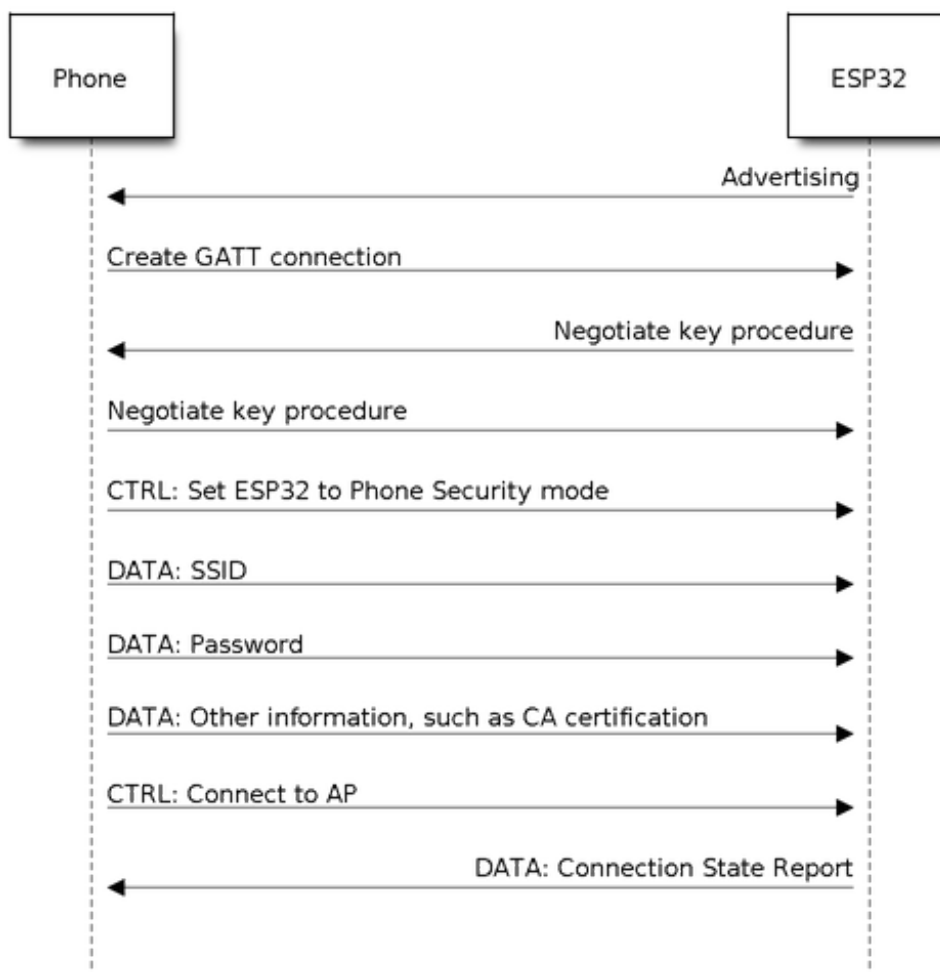 Phone
ESP32
Advertising
Create GATT connection
Negotiate key procedure
Negotiate key procedure
CTRL: Set ESP32 to Phone Security mode
DATA: SSID
DATA: Password
DATA: Other information, such as CA certification
CTRL: Connect to AP
DATA: Connection State Report